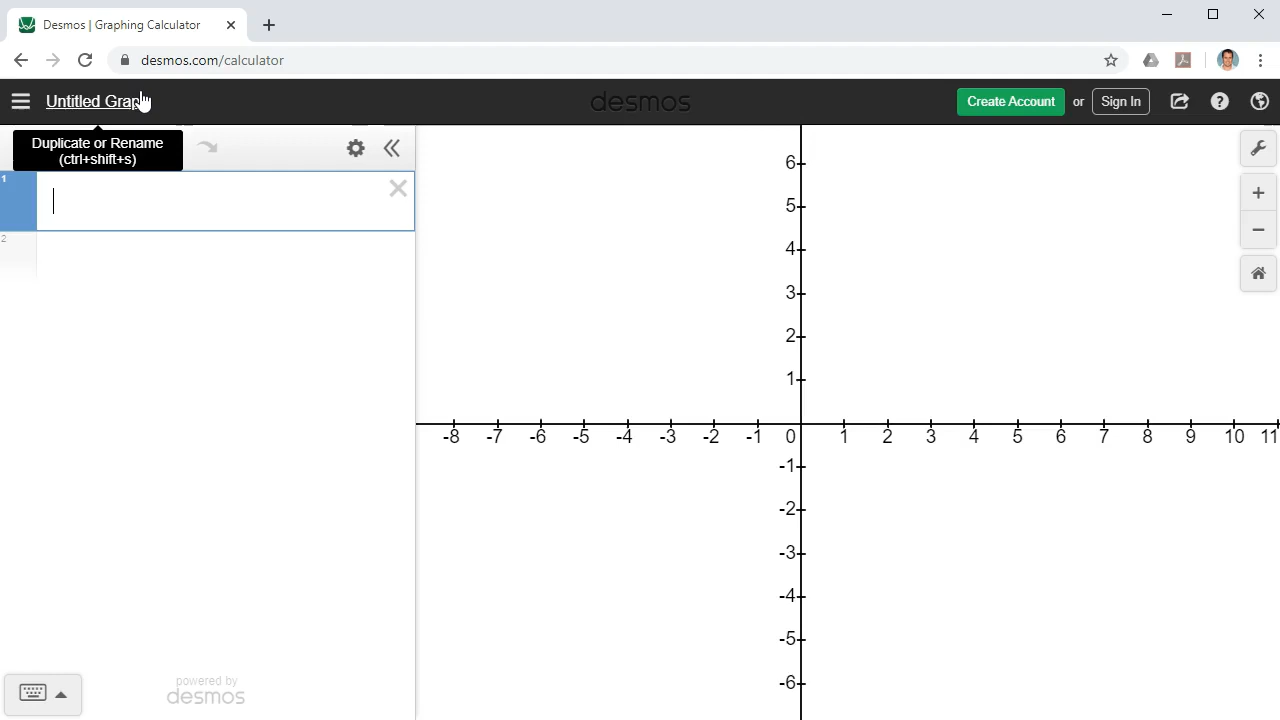 Desmos | Graphing Calculator
desmos.com/calculator
Untitled Graph
desmos
Create Account or Sign In
Duplicate or Rename
(ctrl+shift+s)
1
2
6
5
4
3
2
1
-8 -7 -6 -5 -4 -3 -2 -1 0 1 2 3 4 5 6 7 8 9 10 11
-1
-2
-3
-4
-5
-6
powered by
desmos